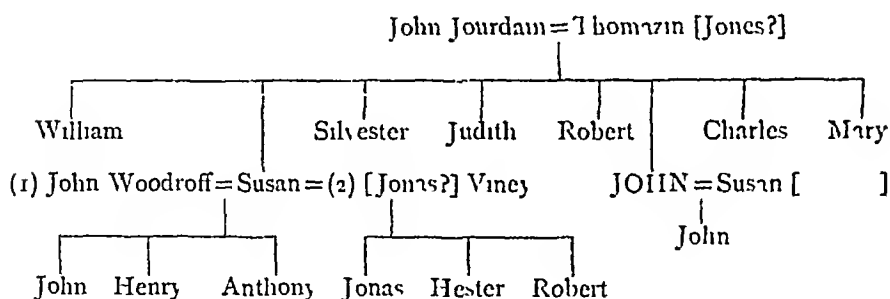 John Jourdain = Thomazin [Jones?]
William Silvester Judith Robert Charles Mary
(1) John Woodroff = Susan = (2) [Jonas?] Viney JOHN = Susan [ ]
John
John Henry Anthony Jonas Hester Robert